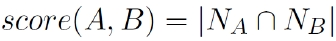 score(A, B) = |N_A ∩ N_B|